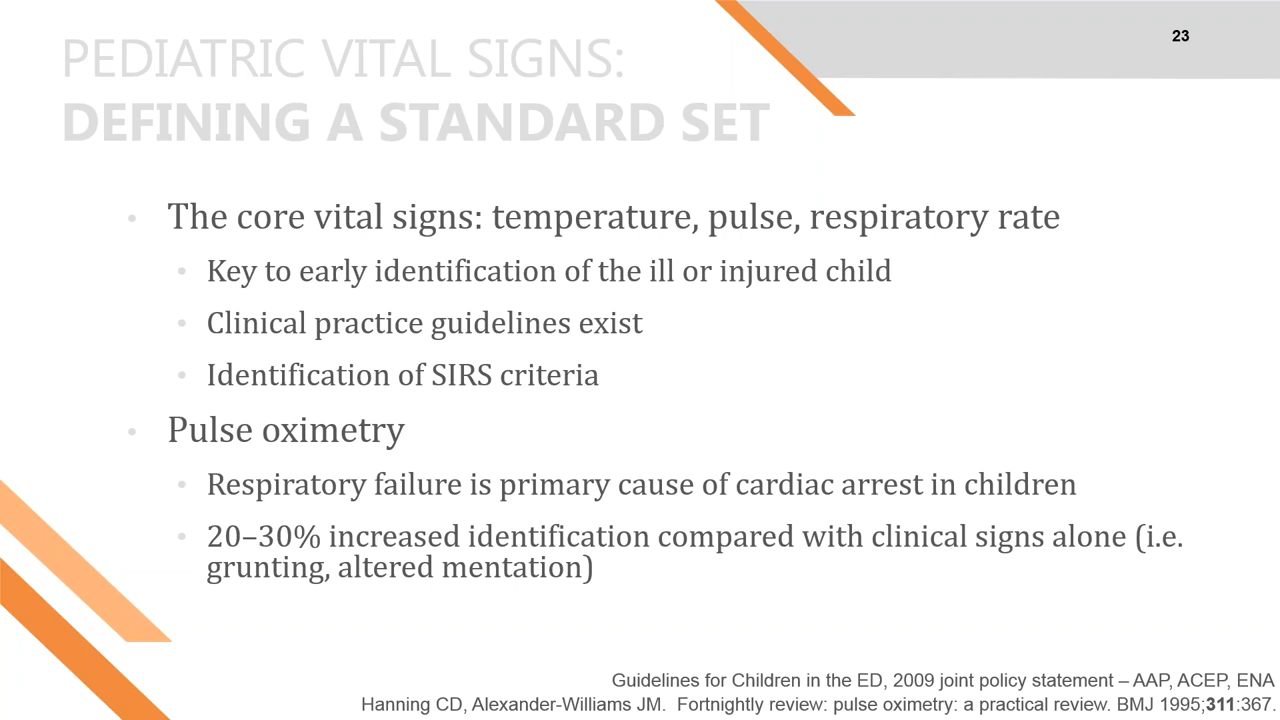 23
PEDIATRIC VITAL SIGNS:
DEFINING A STANDARD SET
• The core vital signs: temperature, pulse, respiratory rate
• Key to early identification of the ill or injured child
• Clinical practice guidelines exist
• Identification of SIRS criteria
• Pulse oximetry
• Respiratory failure is primary cause of cardiac arrest in children
• 20–30% increased identification compared with clinical signs alone (i.e.
grunting, altered mentation)
Guidelines for Children in the ED, 2009 joint policy statement – AAP, ACEP, ENA
Hanning CD, Alexander-Williams JM.  Fortnightly review: pulse oximetry: a practical review. BMJ 1995;311:367.